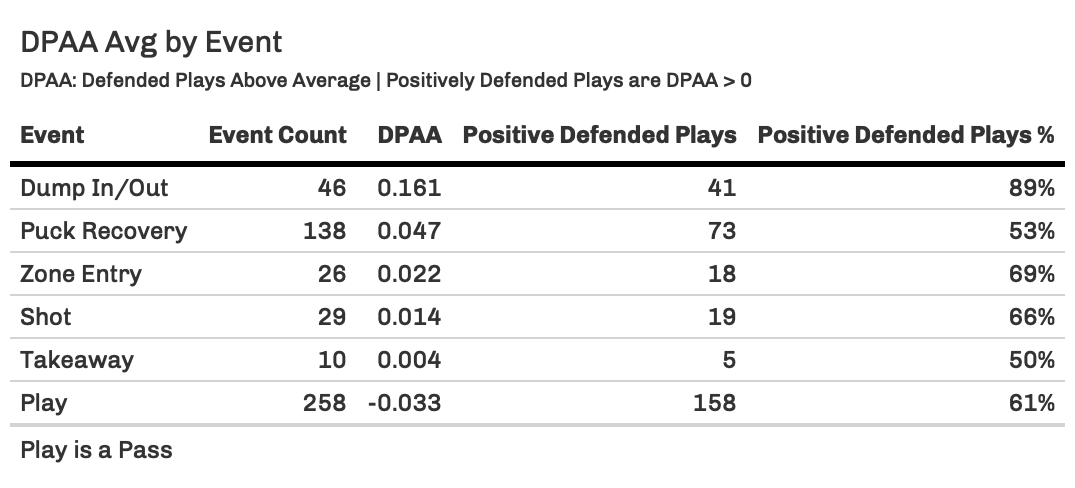 DPAA Avg by Event
DPAA: Defended Plays Above Average | Positively Defended Plays are DPAA > 0
Event Event Count DPAA Positive Defended Plays Positive Defended Plays %
Dump In/Out 46 0.161 41 89%
Puck Recovery 138 0.047 73 53%
Zone Entry 26 0.022 18 69%
Shot 29 0.014 19 66%
Takeaway 10 0.004 5 50%
Play 258 -0.033 158 61%
Play is a Pass